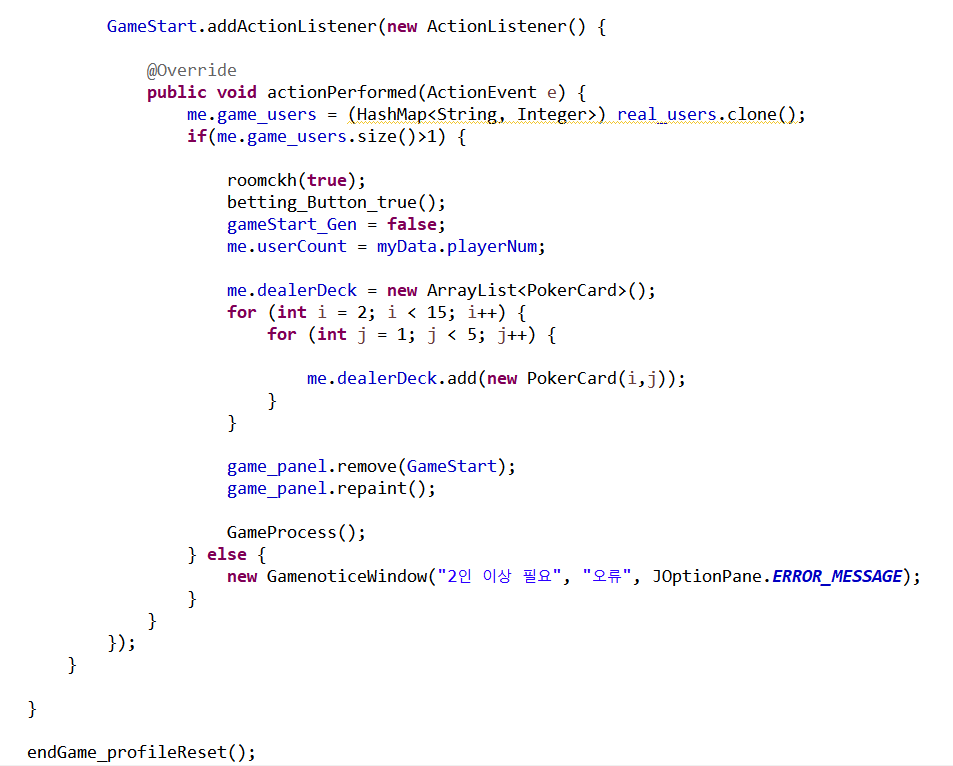 GameStart.addActionListener(new ActionListener() {
@Override
public void actionPerformed(ActionEvent e) {
me.game_users = (HashMap<String, Integer>) real_users.clone();
if(me.game_users.size()>1) {
roomckh(true);
betting_Button_true();
gameStart_Gen = false;
me.userCount = myData.playerNum;
me.dealerDeck = new ArrayList<PokerCard>();
for (int i = 2; i < 15; i++) {
for (int j = 1; j < 5; j++) {
me.dealerDeck.add(new PokerCard(i,j));
}
}
game_panel.remove(GameStart);
game_panel.repaint();
GameProcess();
} else {
new GamenoticeWindow("2인 이상 필요", "오류", JOptionPane.ERROR_MESSAGE);
}
}
});
}
}
endGame_profileReset();